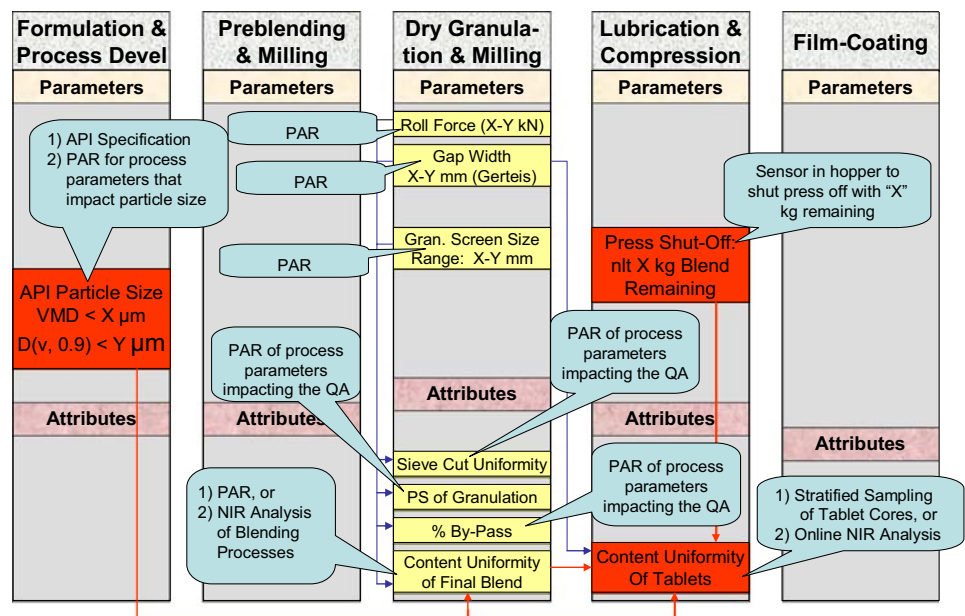 Formulation &
Process Devel
Preblending
& Milling
Dry Granula-
tion & Milling
Lubrication &
Compression
Film-Coating
Parameters
Parameters
Parameters
Parameters
Parameters
1) API Specification
2) PAR for process
parameters that
impact particle size
PAR
Roll Force (X-Y kN)
PAR
Gap Width
X-Y mm (Gerteis)
Sensor in hopper to
shut press off with “X”
kg remaining
PAR
Gran. Screen Size
Range: X-Y mm
Press Shut-Off:
nlt X kg Blend
Remaining
API Particle Size
VMD < X µm
D(v, 0.9) < Y µm
PAR of process
parameters
impacting the QA
PAR of process
parameters
impacting the QA
Attributes
Attributes
Attributes
Attributes
Attributes
Sieve Cut Uniformity
PS of Granulation
% By-Pass
Content Uniformity
of Final Blend
PAR of process
parameters
impacting the QA
1) PAR, or
2) NIR Analysis
of Blending
Processes
1) Stratified Sampling
of Tablet Cores, or
2) Online NIR Analysis
Content Uniformity
Of Tablets